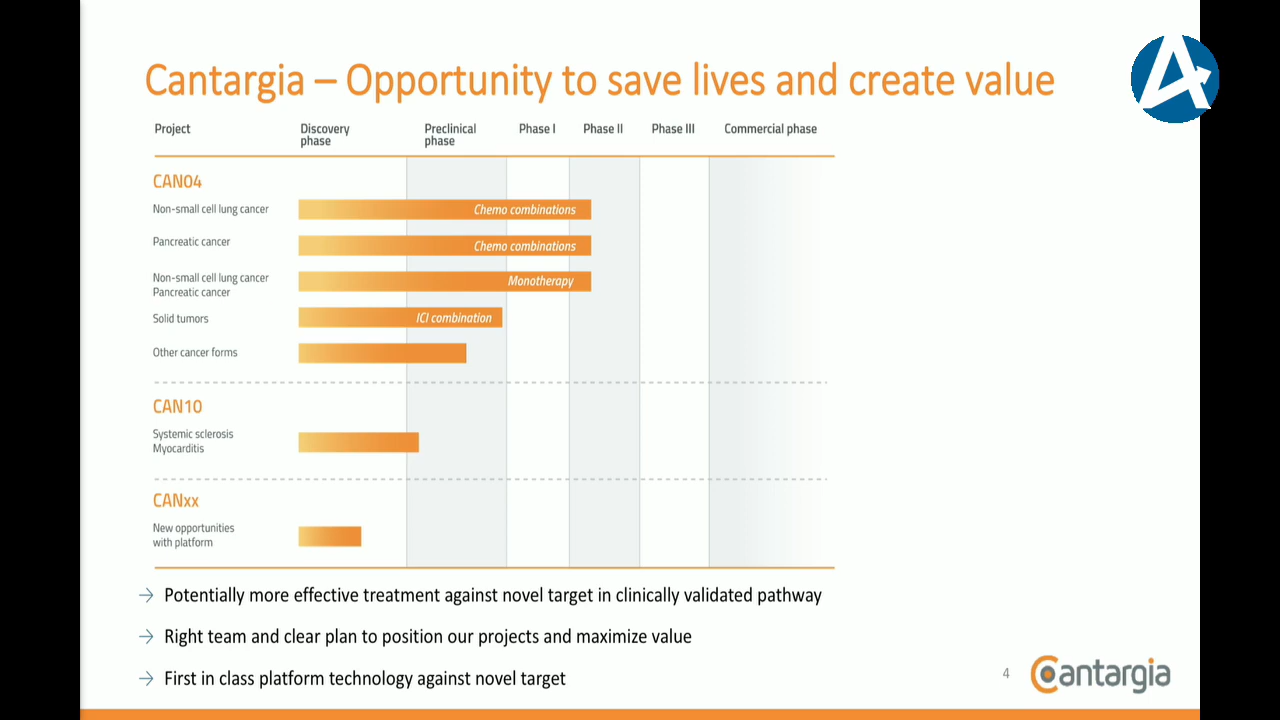 Cantargia – Opportunity to save lives and create value
Project
Discovery
phase
Preclinical
phase
Phase I
Phase II
Phase III
Commercial phase
CAN04
Non-small cell lung cancer
Chemo combinations
Pancreatic cancer
Chemo combinations
Non-small cell lung cancer
Pancreatic cancer
Monotherapy
Solid tumors
ICI combination
Other cancer forms
CAN10
Systemic sclerosis
Myocarditis
CANxx
New opportunities
with platform
→ Potentially more effective treatment against novel target in clinically validated pathway
→ Right team and clear plan to position our projects and maximize value
→ First in class platform technology against novel target
4
Cantargia